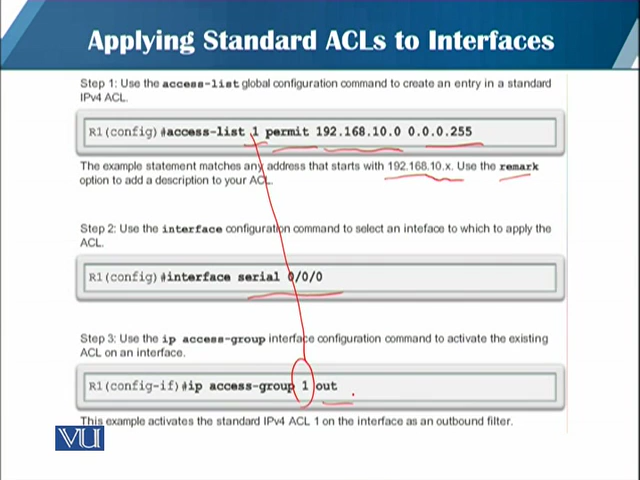 Applying Standard ACLs to Interfaces
Step 1: Use the access-list global configuration command to create an entry in a standard
IPv4 ACL.
R1(config)#access-list 1 permit 192.168.10.0 0.0.0.255
The example statement matches any address that starts with 192.168.10.x. Use the remark
option to add a description to your ACL.
Step 2: Use the interface configuration command to select an inteface to which to apply the
ACL.
R1(config)#interface serial 0/0/0
Step 3: Use the ip access-group interface configuration command to activate the existing
ACL on an interface.
R1(config-if)#ip access-group 1 out
This example activates the standard IPv4 ACL 1 on the interface as an outbound filter.
VU